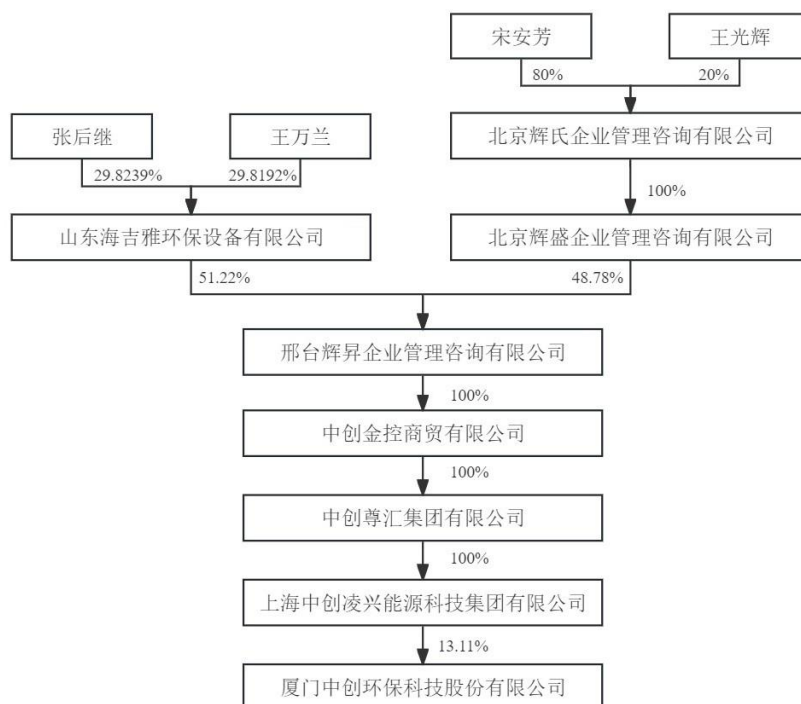 宋安芳
王光辉
80%
20%
张后继
王万兰
北京辉氏企业管理咨询有限公司
29.8239%
29.8192%
100%
山东海吉雅环保设备有限公司
北京辉盛企业管理咨询有限公司
51.22%
48.78%
邢台辉昇企业管理咨询有限公司
100%
中创金控商贸有限公司
100%
中创尊汇集团有限公司
100%
上海中创凌兴能源科技集团有限公司
13.11%
厦门中创环保科技股份有限公司